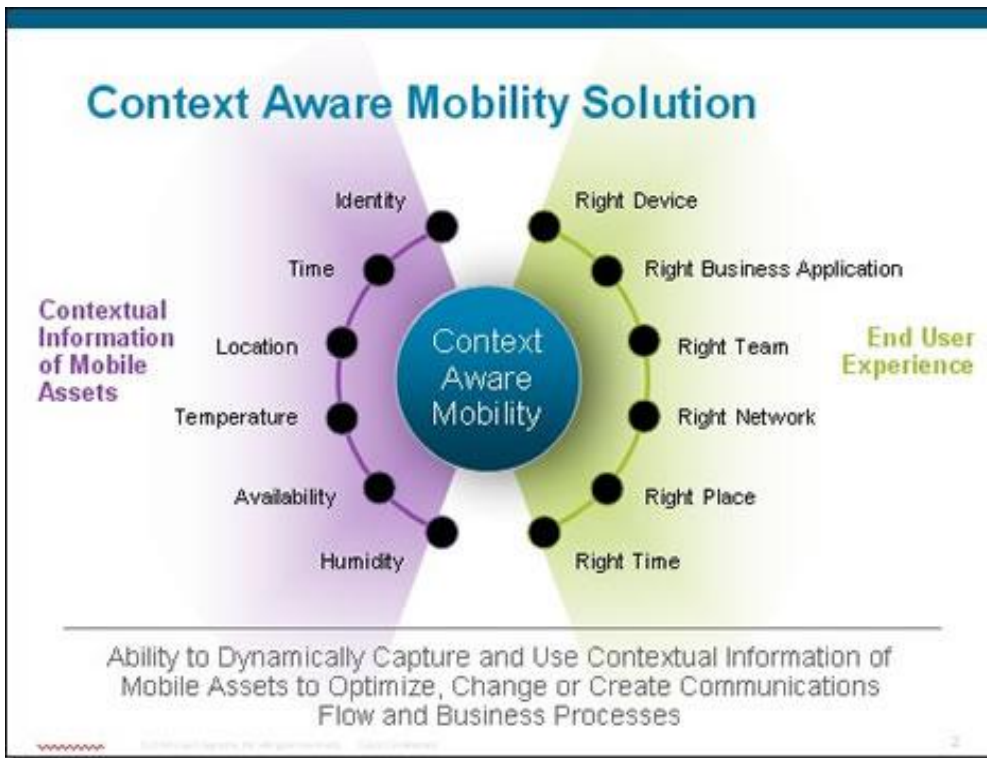 Context Aware Mobility Solution
Identity
Time
Location
Temperature
Availability
Humidity
Contextual
Information
of Mobile
Assets
Context
Aware
Mobility
Right Device
Right Business Application
Right Team
Right Network
Right Place
Right Time
End User
Experience
Ability to Dynamically Capture and Use Contextual Information of
Mobile Assets to Optimize, Change or Create Communications
Flow and Business Processes
2